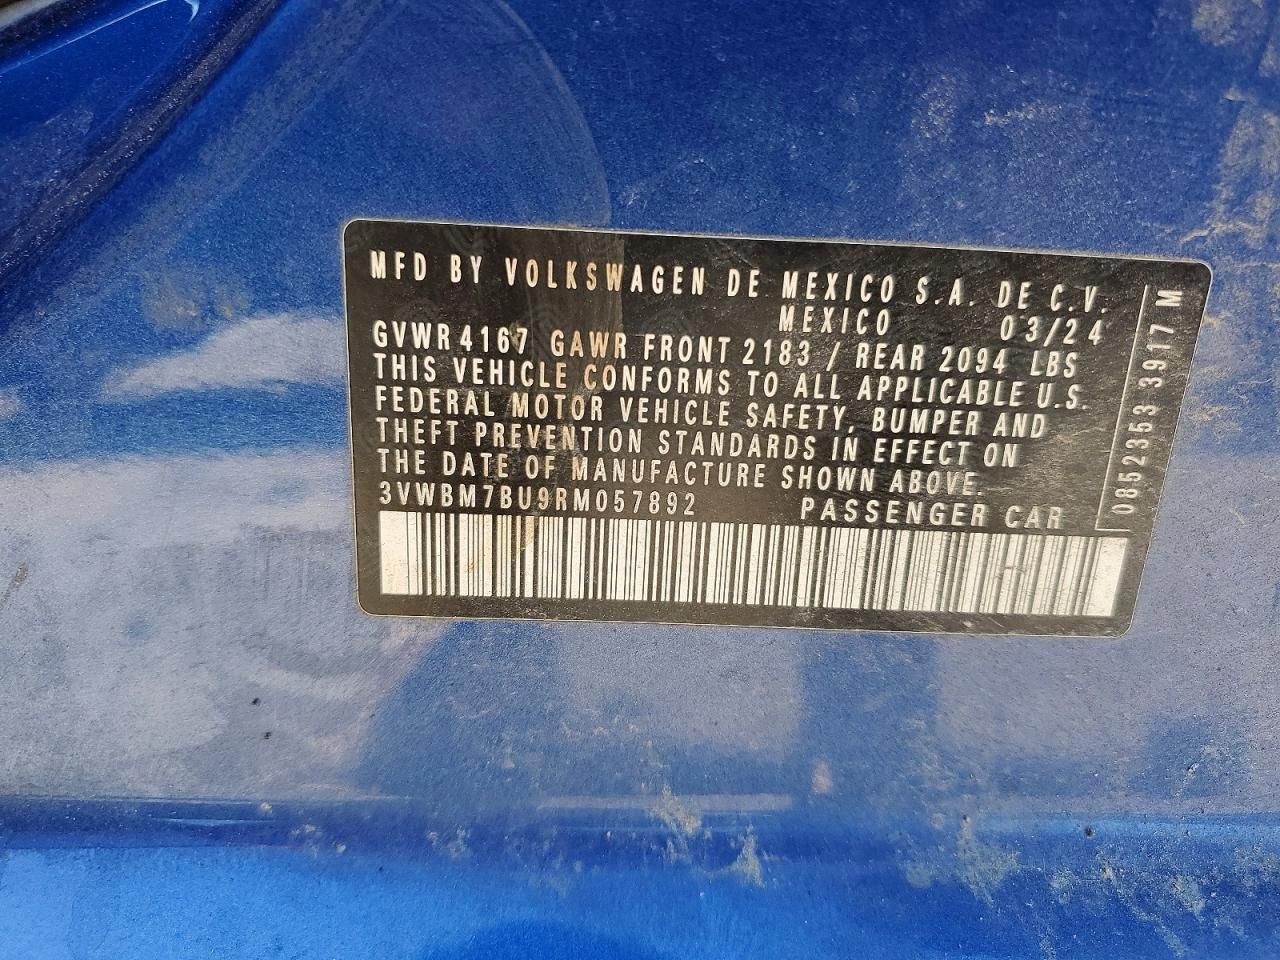 MFD BY VOLKSWAGEN DE MEXICO S.A. DE C.V.
MEXICO 03/24
GVWR 4167 GAWR FRONT 2183 / REAR 2094 LBS
THIS VEHICLE CONFORMS TO ALL APPLICABLE U.S.
FEDERAL MOTOR VEHICLE SAFETY, BUMPER AND
THEFT PREVENTION STANDARDS IN EFFECT ON
THE DATE OF MANUFACTURE SHOWN ABOVE.
3VWBM7BU9RM057892 PASSENGER CAR
0852353 3917 M